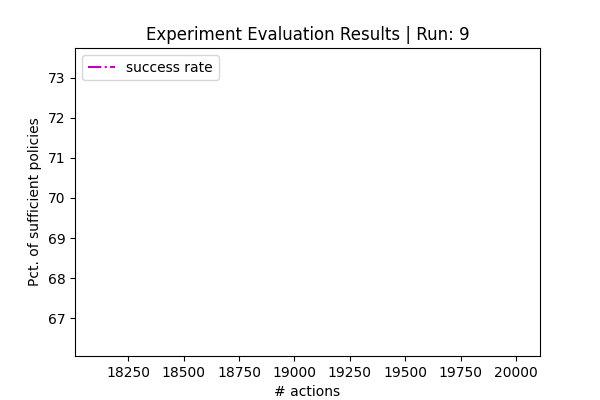 Experiment Evaluation Results | Run: 9
success rate
Pct. of sufficient policies
73
72
71
70
69
68
67
18250 18500 18750 19000 19250 19500 19750 20000
# actions